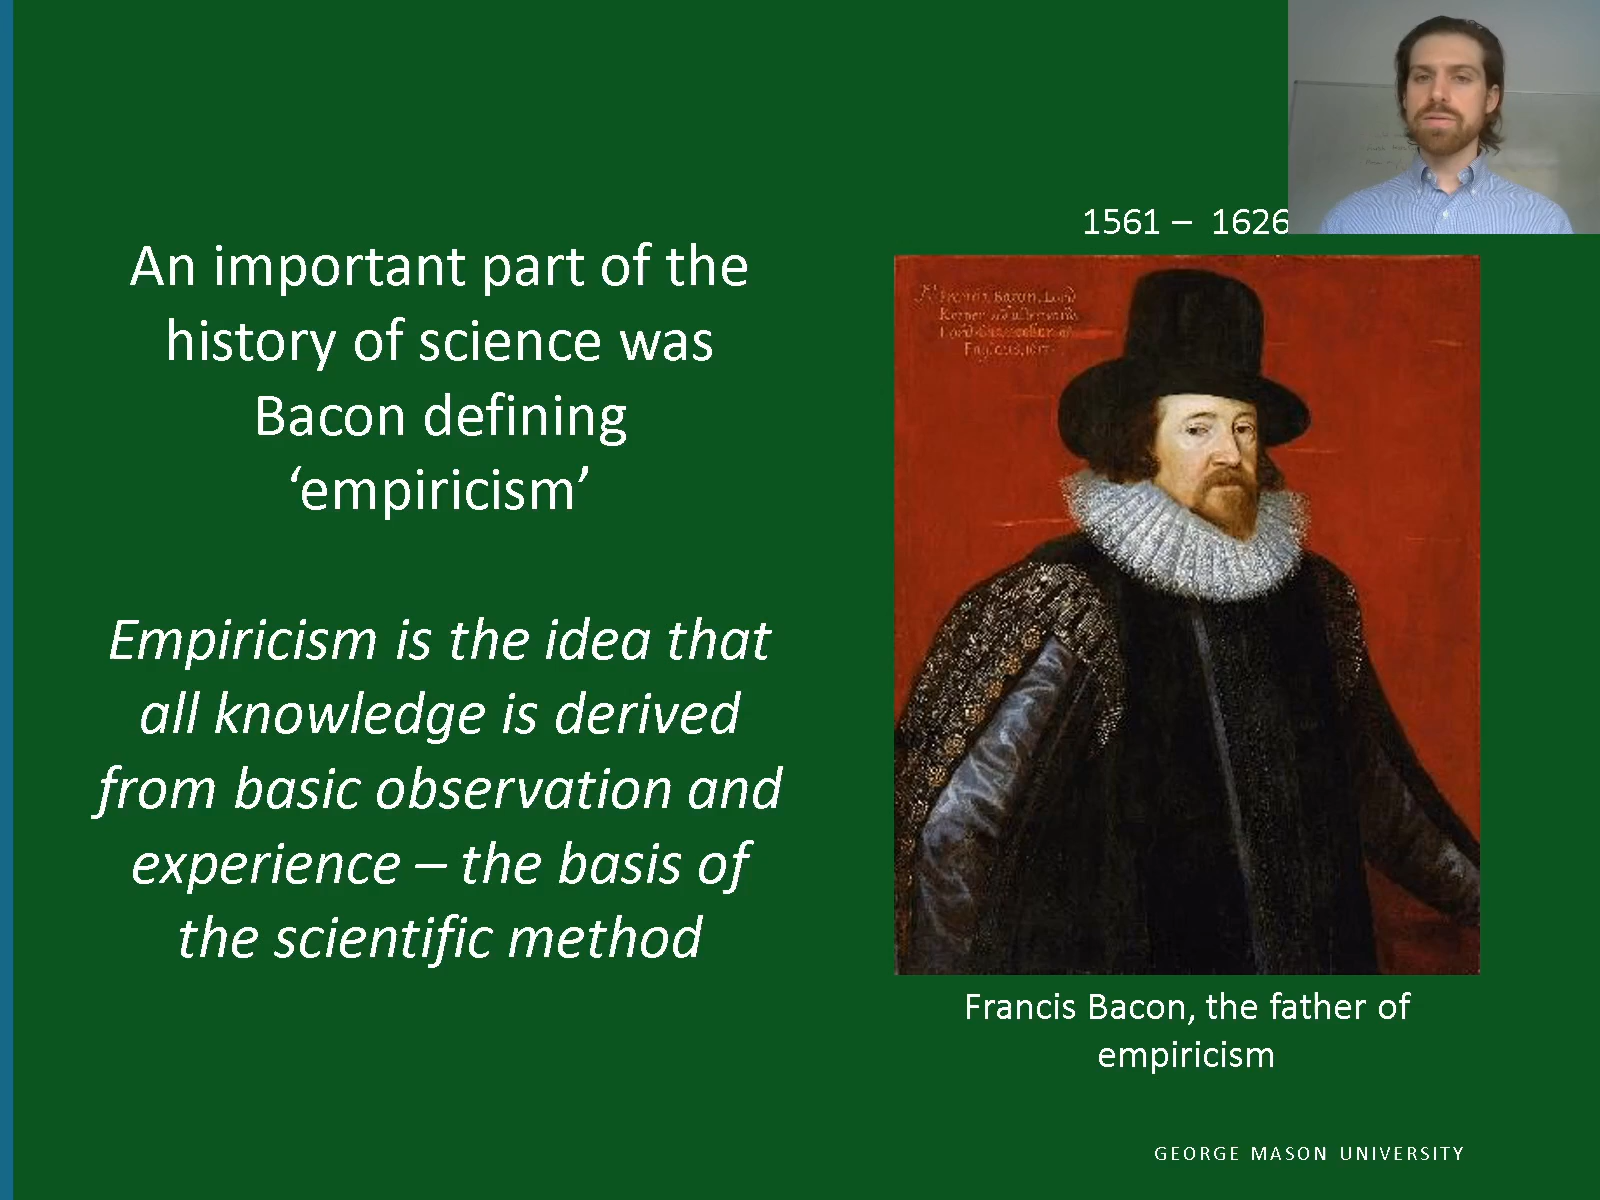 An important part of the
history of science was
Bacon defining
‘empiricism’
Empiricism is the idea that
all knowledge is derived
from basic observation and
experience – the basis of
the scientific method
1561 – 1626
Francis Bacon, the father of
empiricism
GEORGE MASON UNIVERSITY